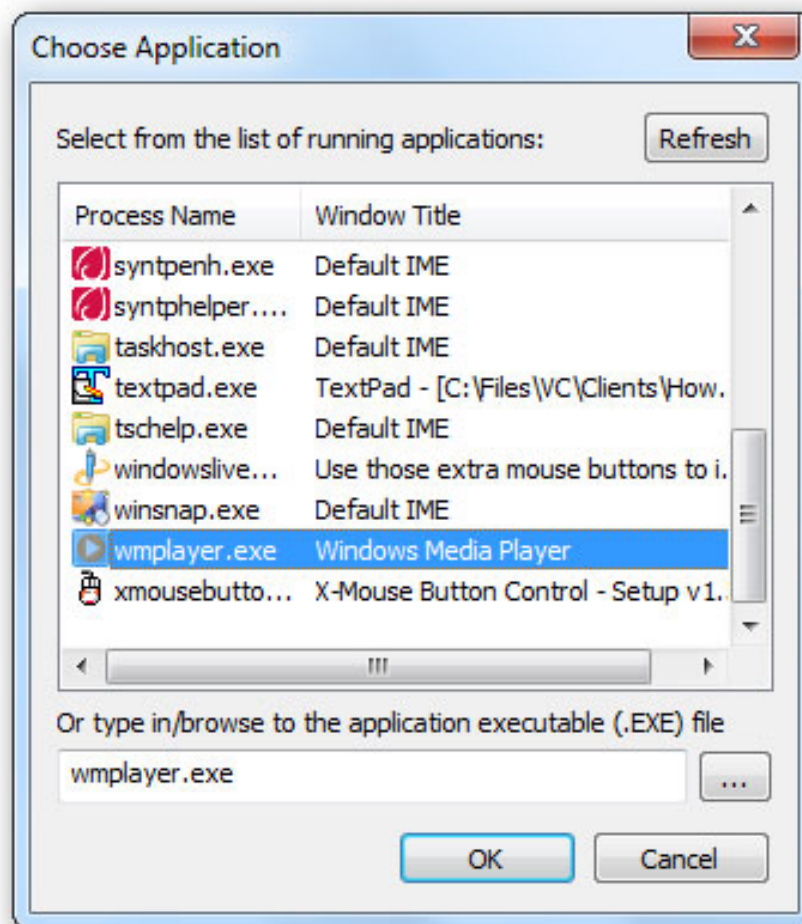 Choose Application
Select from the list of running applications: Refresh
Process Name Window Title
syntpenh.exe Default IME
syntphelper.... Default IME
taskhost.exe Default IME
textpad.exe TextPad - [C:\Files\VC\Clients\How.
tschelp.exe Default IME
windowslive... Use those extra mouse buttons to i.
winsnap.exe Default IME
wmplayer.exe Windows Media Player
xmousebutto... X-Mouse Button Control - Setup v1.
Or type in/browse to the application executable (.EXE) file
wmplayer.exe ...
OK Cancel